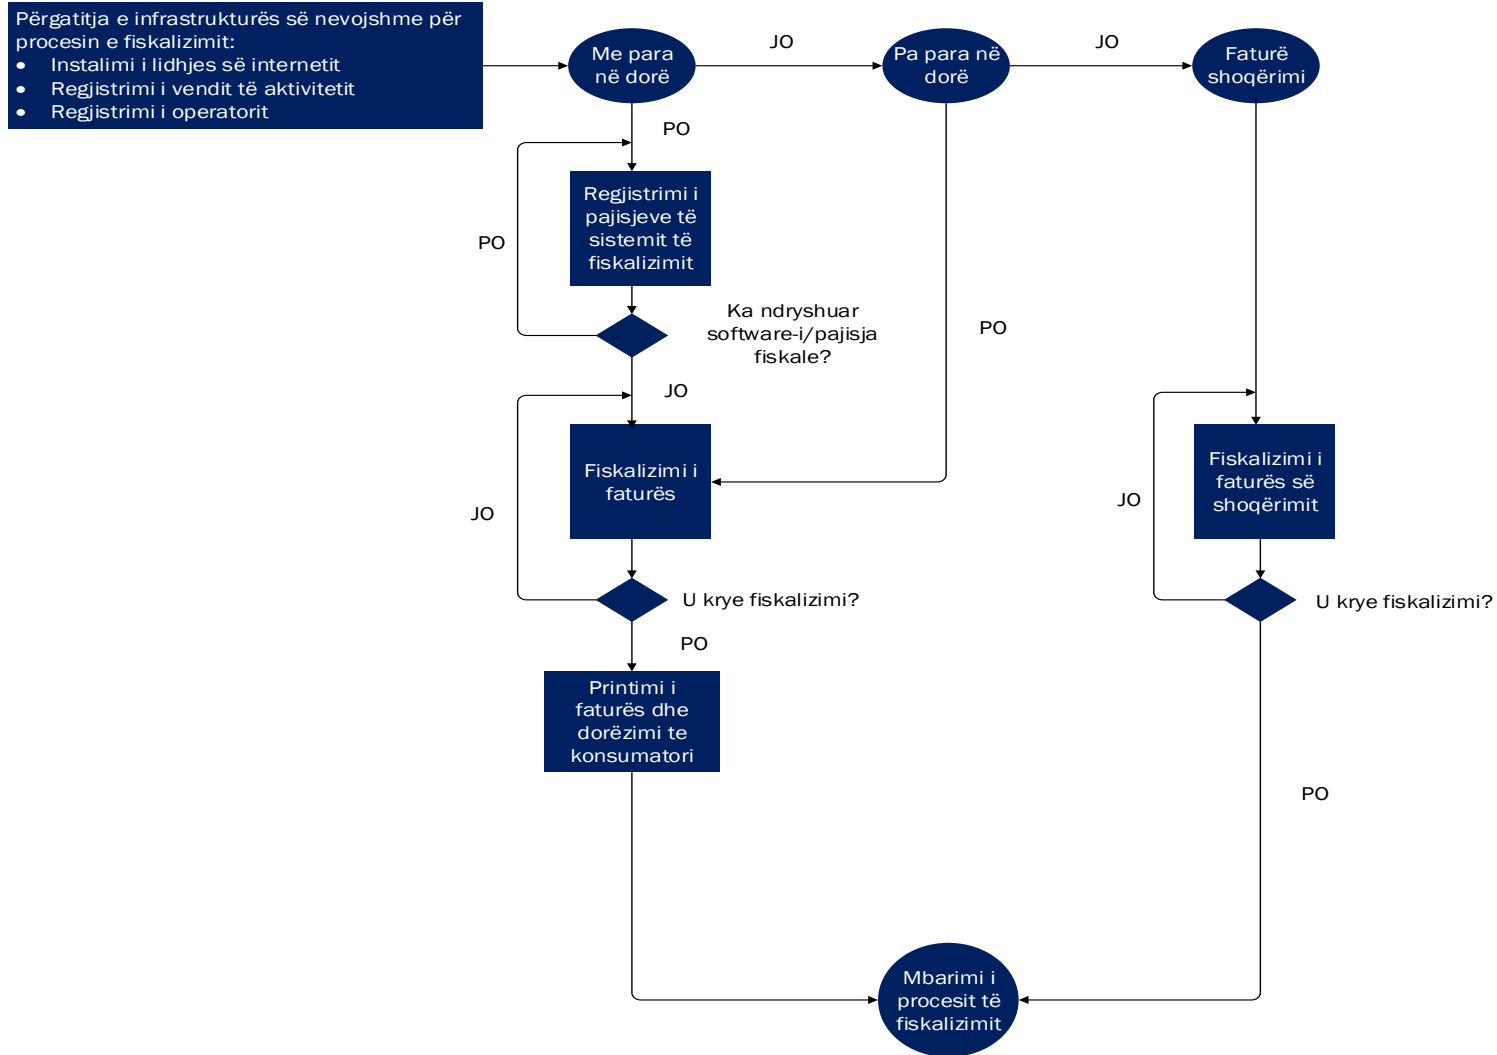 Përgatitja e infrastrukturës së nevojshme për
procesin e fiskalizimit:
• Instalimi i lidhjes së internetit
• Regjistrimi i vendit të aktivitetit
• Regjistrimi i operatorit
Me para
në dorë
JO
Pa para në
dorë
JO
Faturë
shoqërimi
PO
Regjistrimi i
pajisjeve të
sistemit të
fiskalizimit
PO
Ka ndryshuar
software-i/pajisja
fiskale?
PO
JO
Fiskalizimi i
faturës
JO
U krye fiskalizimi?
PO
Printimi i
faturës dhe
dorëzimi te
konsumatori
Fiskalizimi i
faturës së
shoqërimit
JO
U krye fiskalizimi?
PO
Mbarimi i
procesit të
fiskalizimit